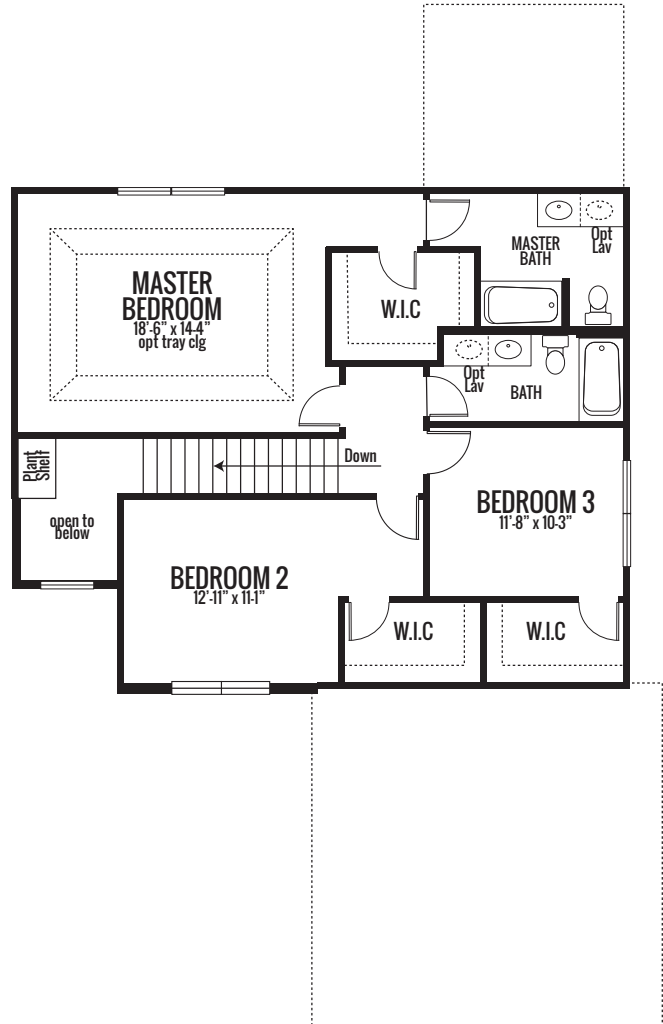 Opt
Lav
MASTER
BATH
MASTER
BEDROOM
18'-6" x 14-4"
opt tray clg
W.I.C
Opt
Lav
BATH
Plant
Shelf
Down
open to
below
BEDROOM 3
11'-8" x 10-3"
BEDROOM 2
12'-11" x 11-1"
W.I.C
W.I.C